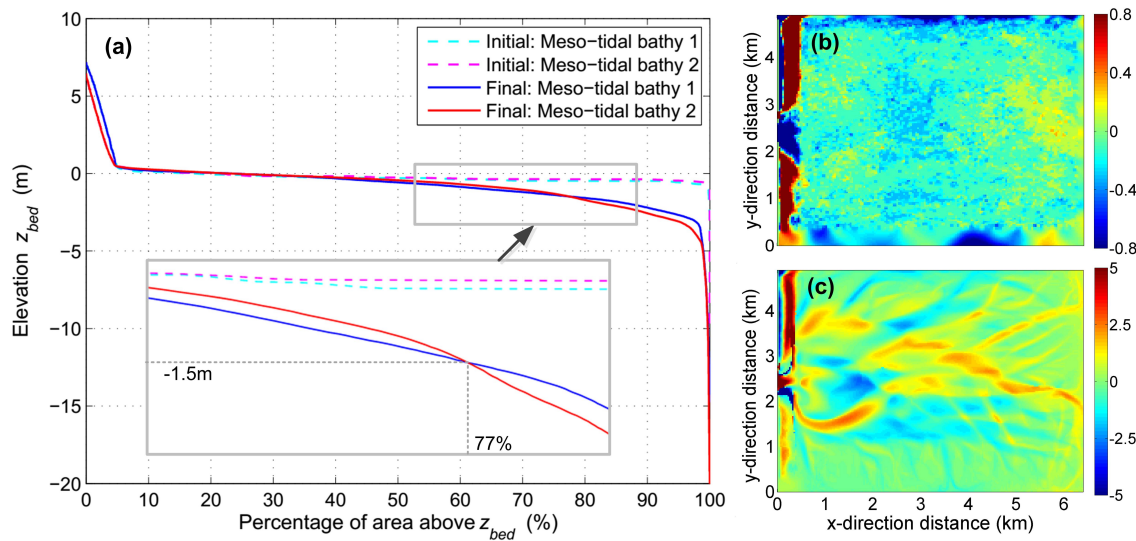 (a)
Initial: Meso−tidal bathy 1
Initial: Meso−tidal bathy 2
Final: Meso−tidal bathy 1
Final: Meso−tidal bathy 2
10
5
0
−5
−10
−15
−20
Elevation z_bed (m)
-1.5m
77%
0 10 20 30 40 50 60 70 80 90 100
Percentage of area above z_bed (%)
(b)
y-direction distance (km)
4
3
2
1
0
0.8
0.4
0
-0.4
-0.8
(c)
y-direction distance (km)
4
3
2
1
0
0 1 2 3 4 5 6
x-direction distance (km)
5
2.5
0
-2.5
-5